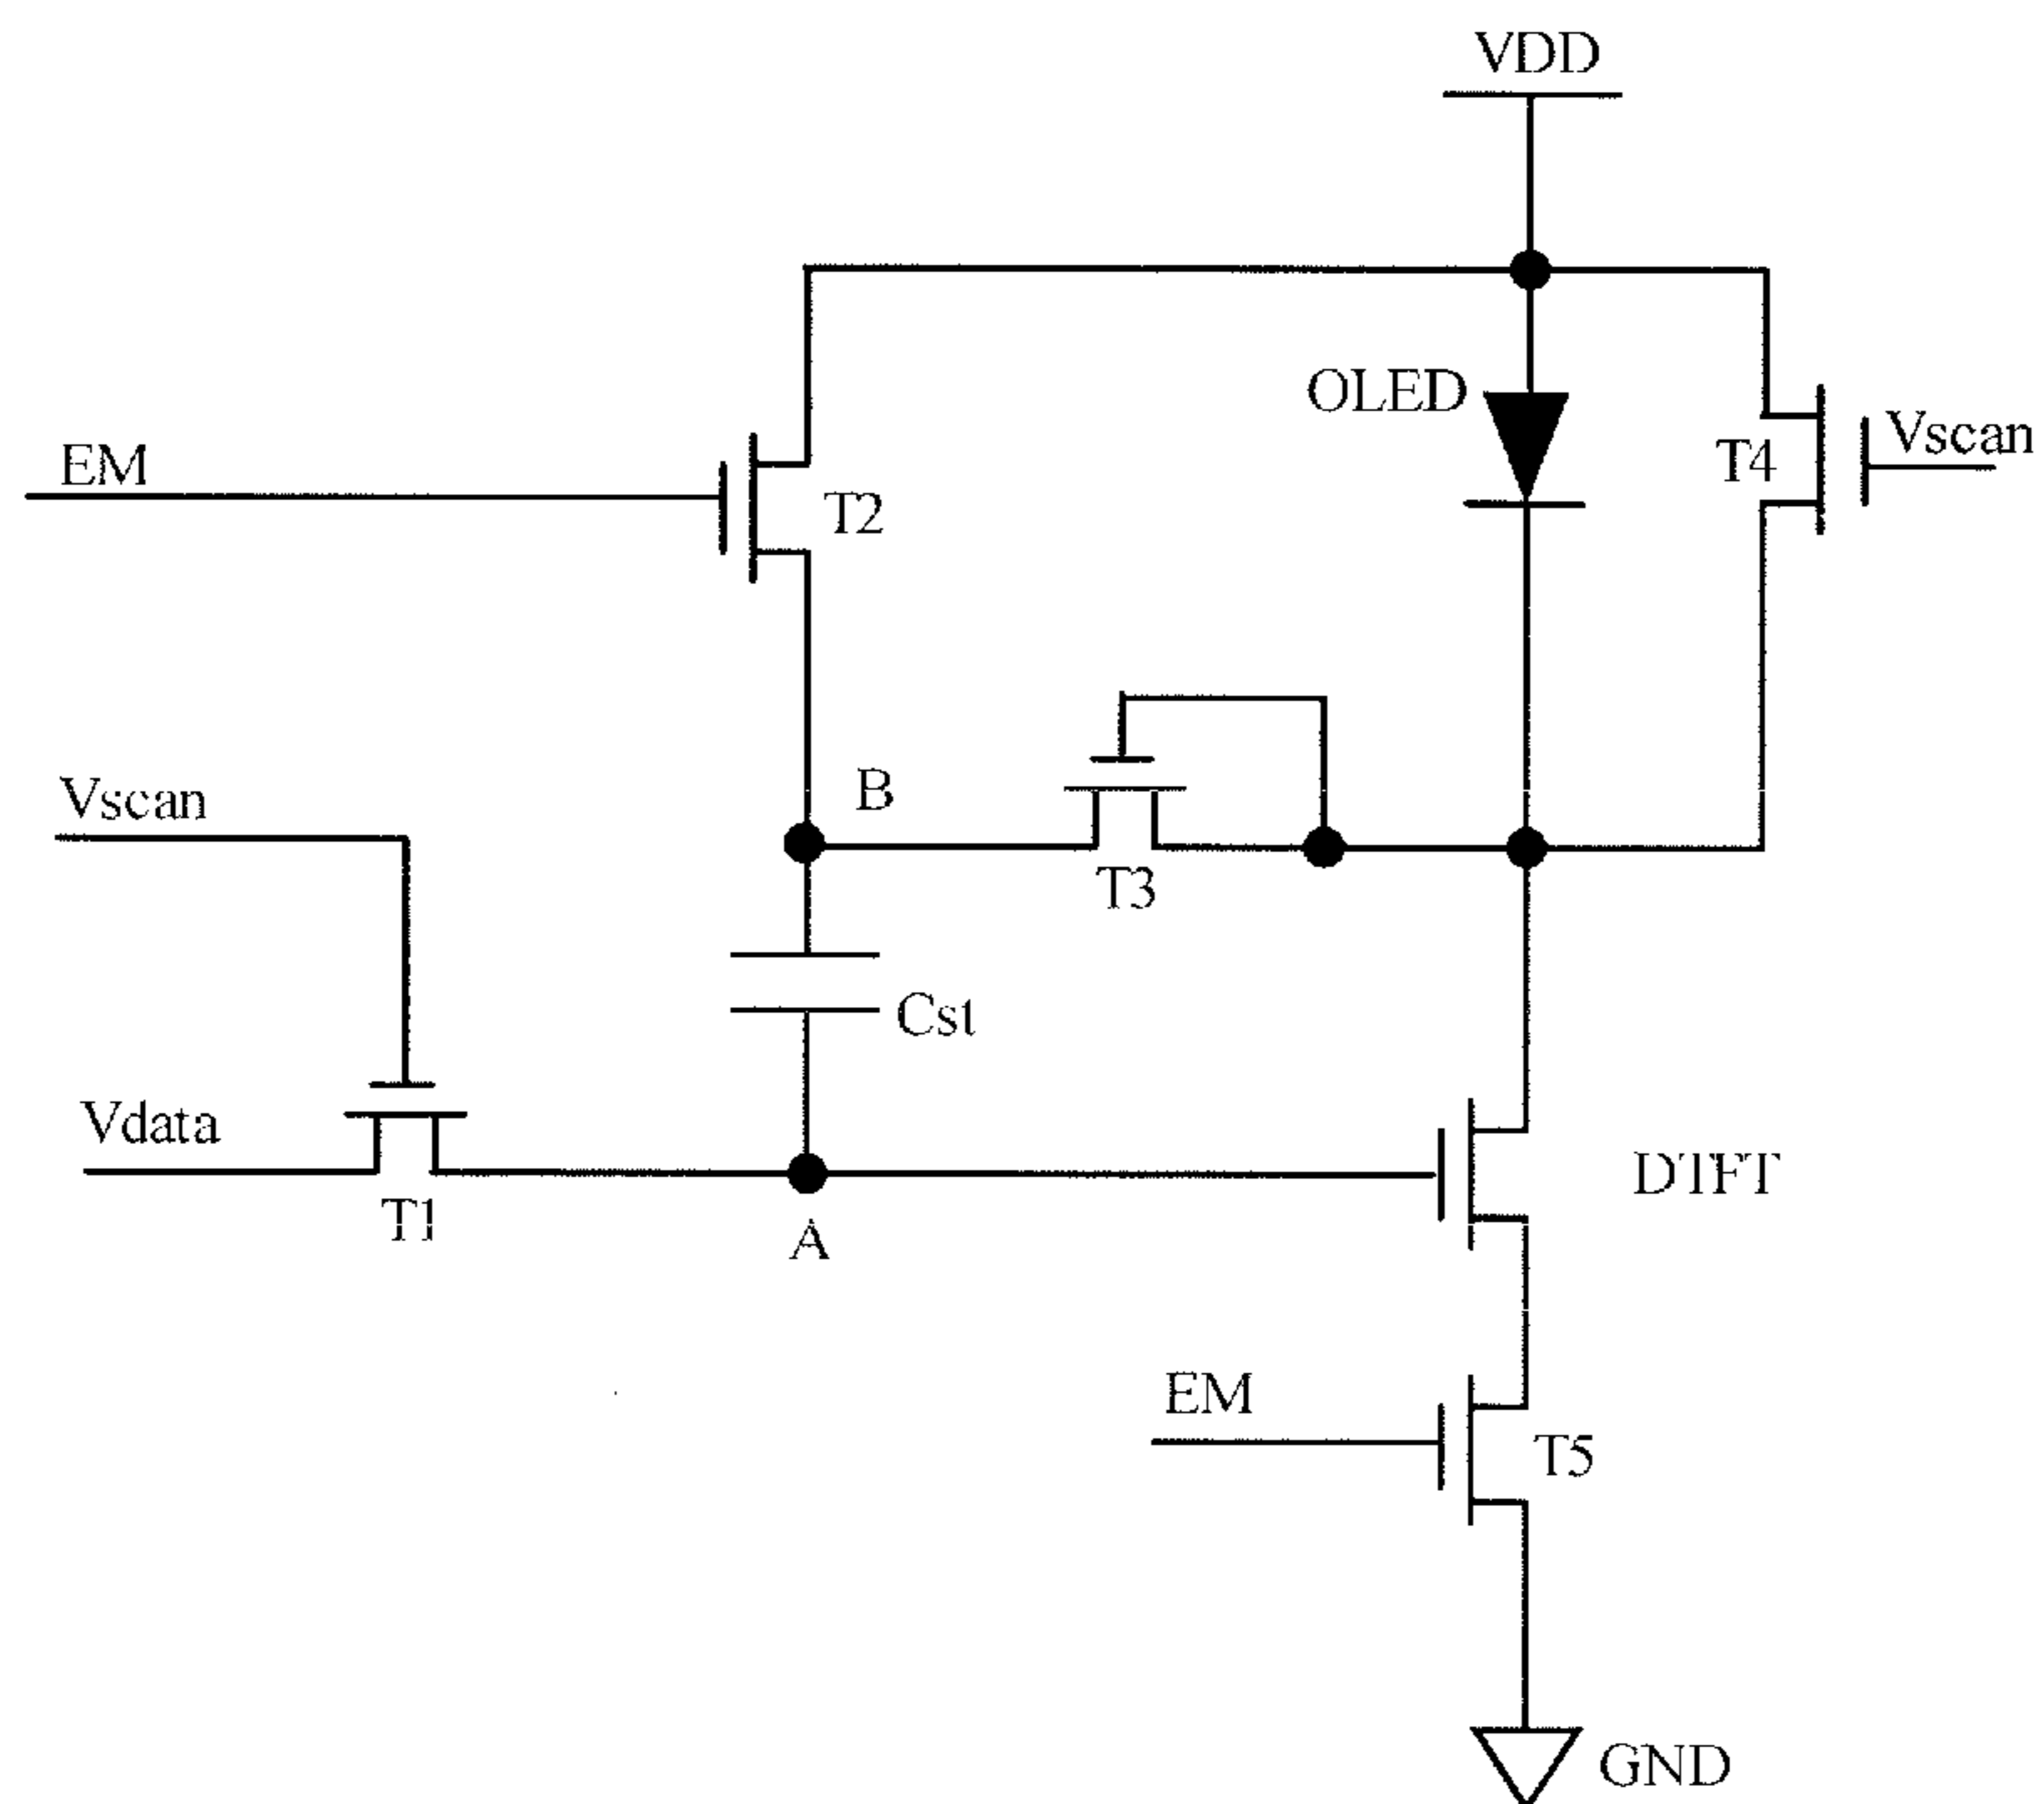 VDD
OLED
Vscan
T4
EM
T2
B
Vscan
T3
Cst
Vdata
DTFT
T1
A
EM
T5
GND